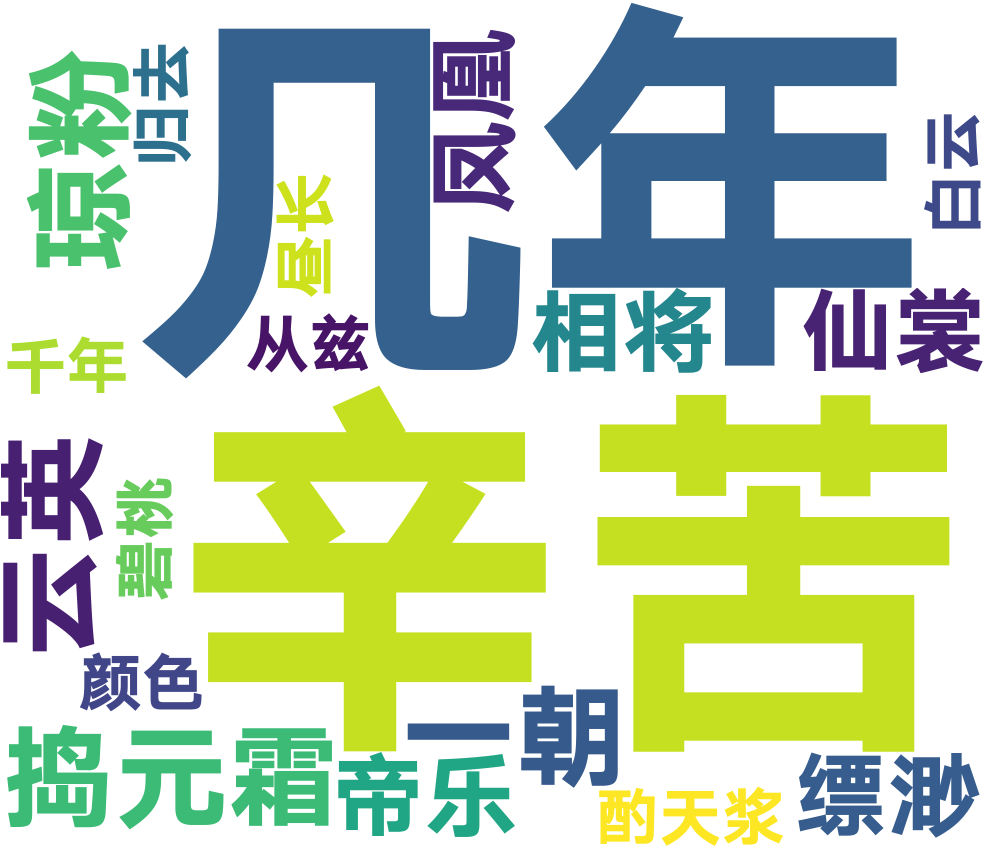 几年
凤凰
琼粉
归去
白云
昼长
从兹
相将
仙裳
千年
辛苦
云英
碧桃
颜色
一朝
捣元霜
帝乐
酌天浆
缥渺